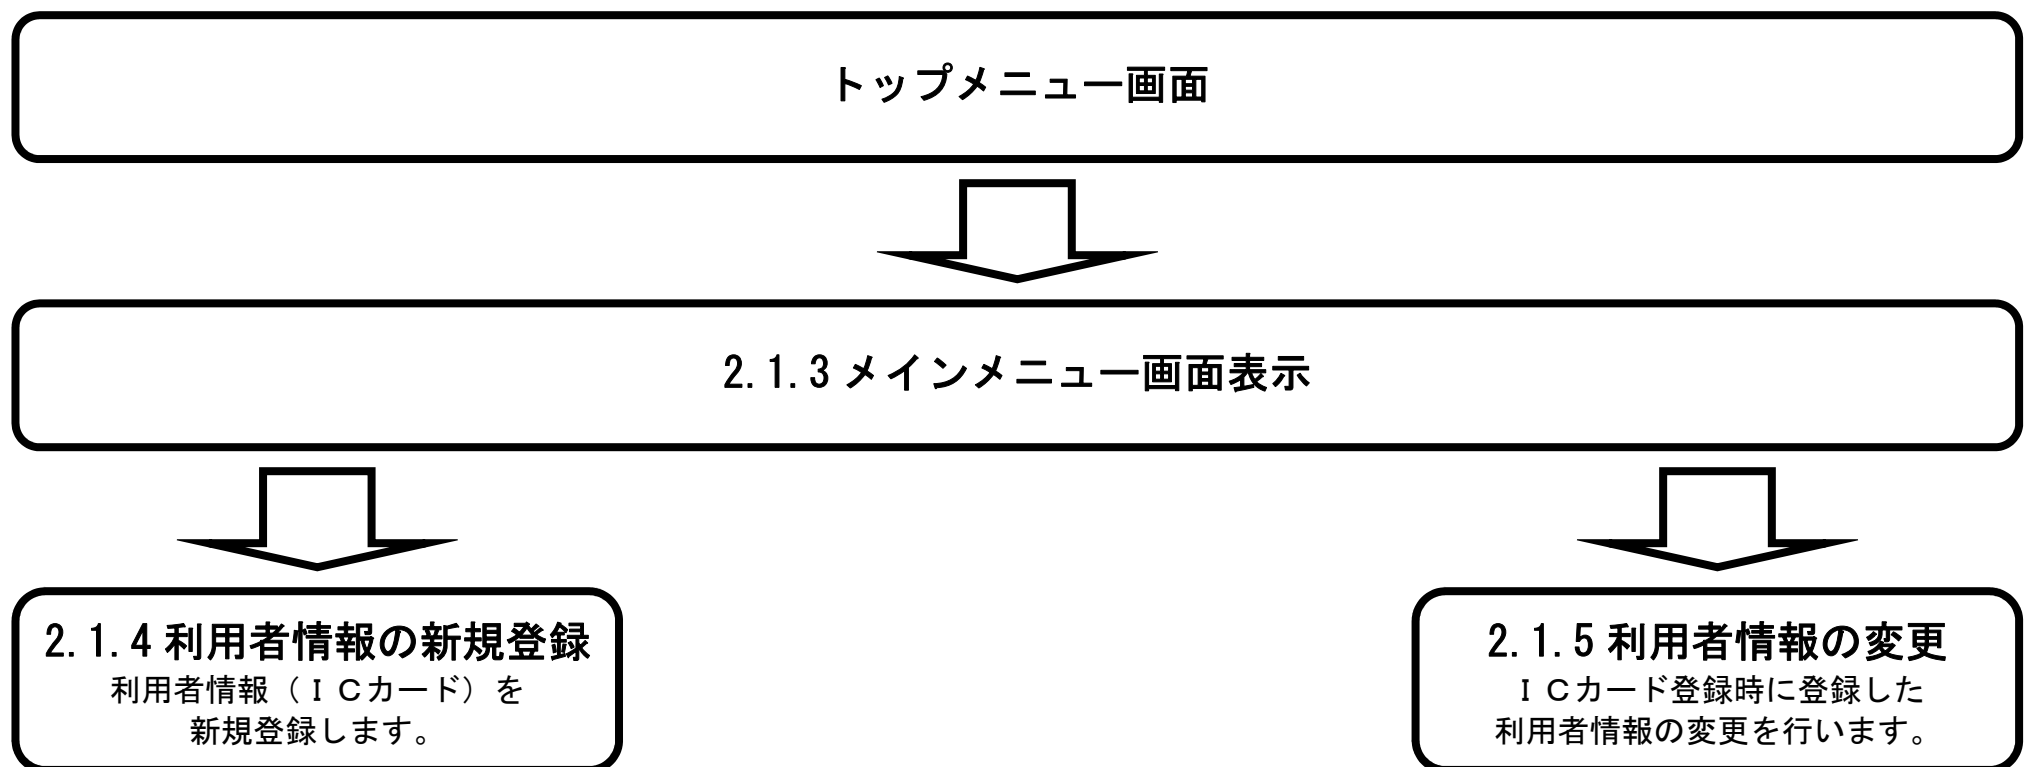 トップメニュー画面
2.1.3 メインメニュー画面表示
2.1.4 利用者情報の新規登録
利用者情報（ＩＣカード）を
新規登録します。
2.1.5 利用者情報の変更
ＩＣカード登録時に登録した
利用者情報の変更を行います。